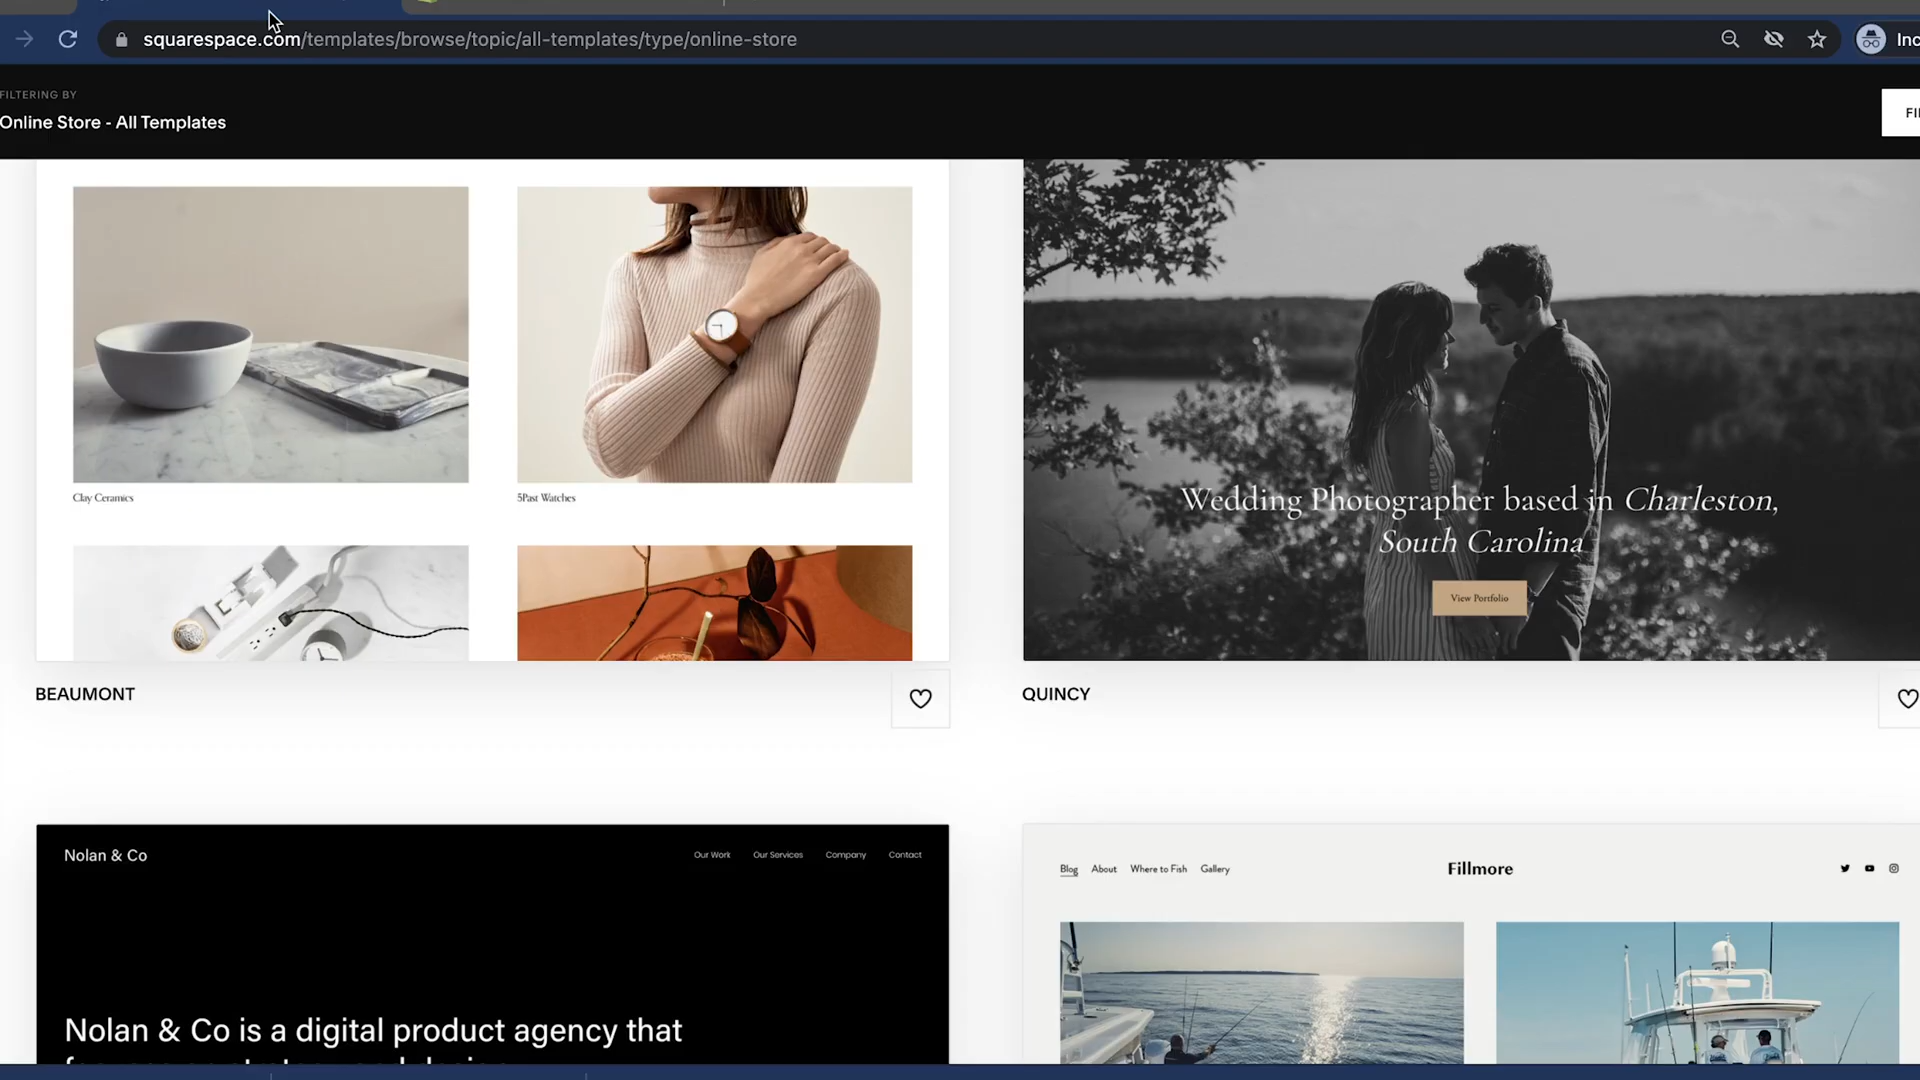 squarespace.com/templates/browse/topic/all-templates/type/online-store
FILTERING BY
Online Store - All Templates
Clay Ceramics
5Past Watches
Wedding Photographer based in Charleston,
South Carolina
View Portfolio
BEAUMONT
QUINCY
Nolan & Co
Our Work
Our Services
Company
Contact
Blog
About
Where to Fish
Gallery
Fillmore
Nolan & Co is a digital product agency that